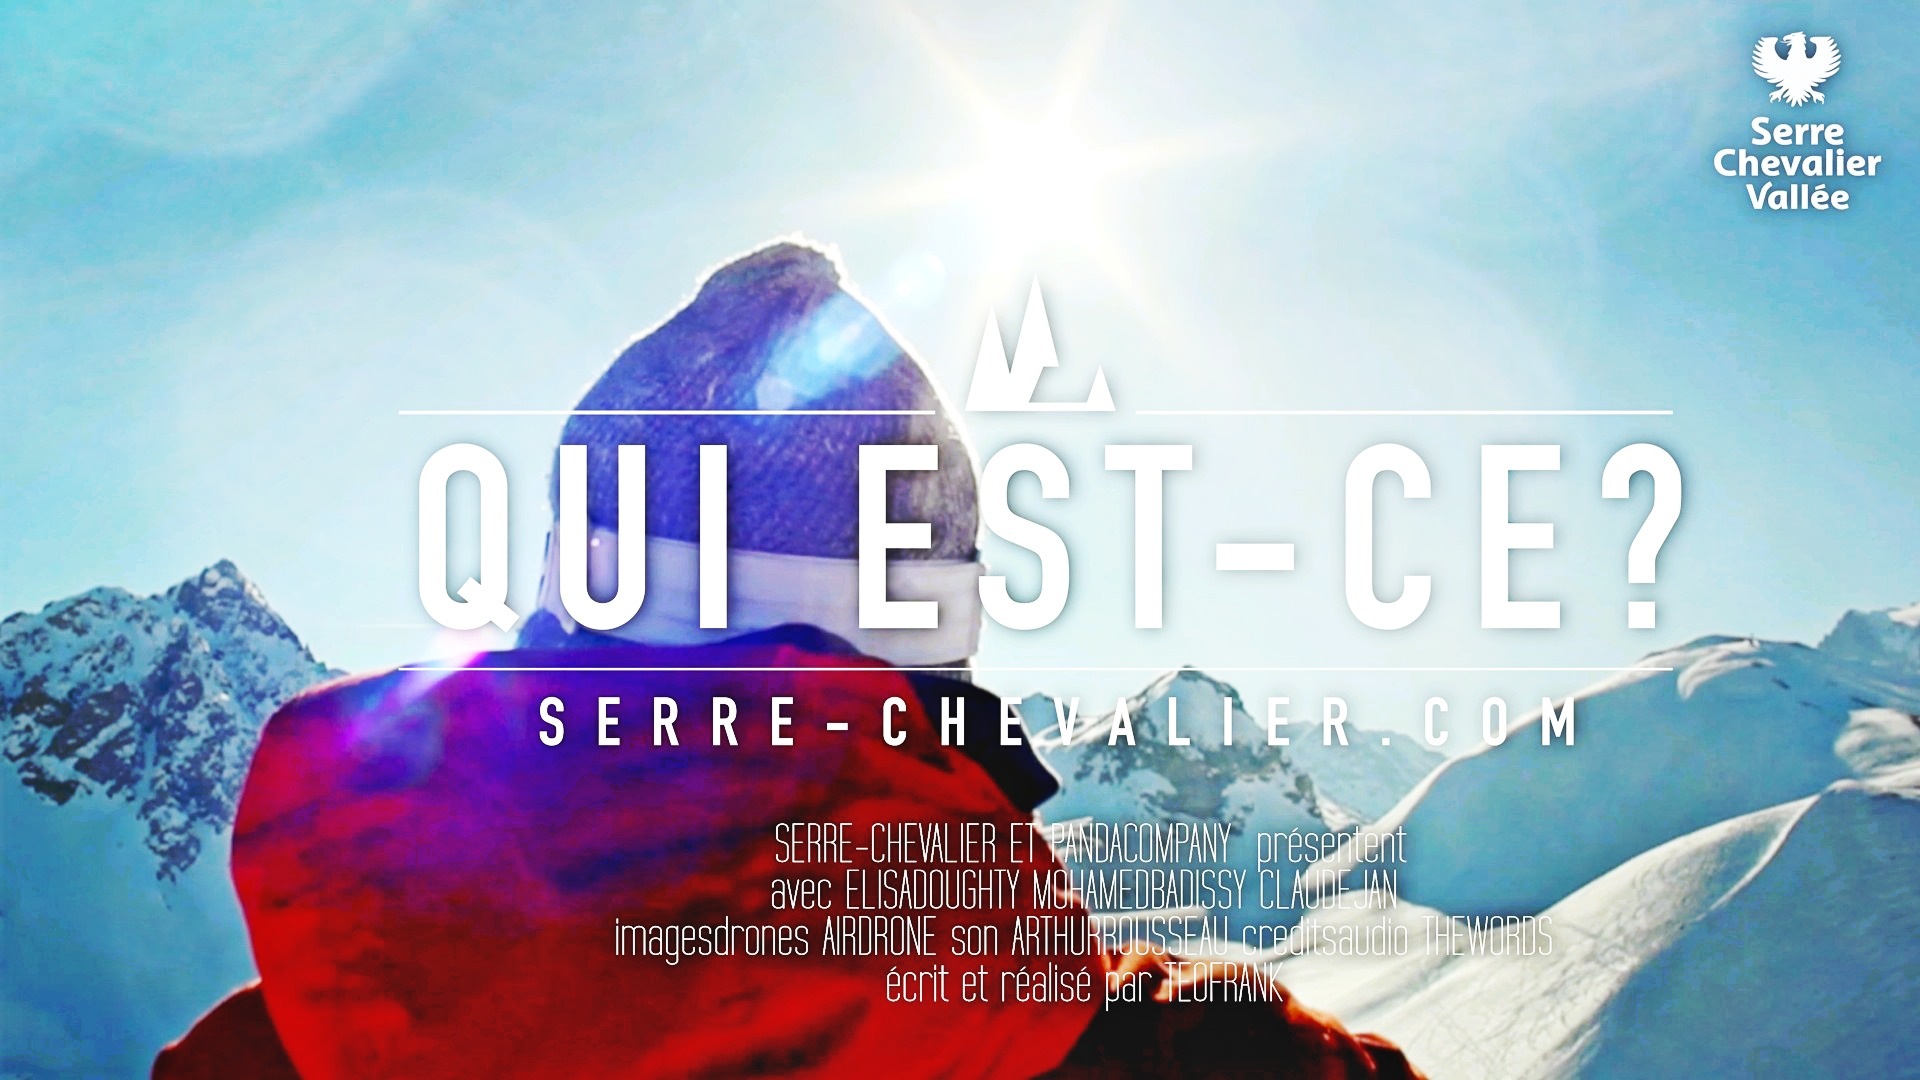 Serre
Chevalier
Vallée
QUI EST-CE?
SERRE-CHEVALIER.COM
SERRE-CHEVALIER ET PANDACOMPANY présentent
avec ELISADOUGHTY MOHAMEDBADISSY CLAUDEJAN
imagesdrones AIRDRONE son ARTHURROUSSEAU creditsaudio THEWORDS
écrit et réalisé par TEOFRANK